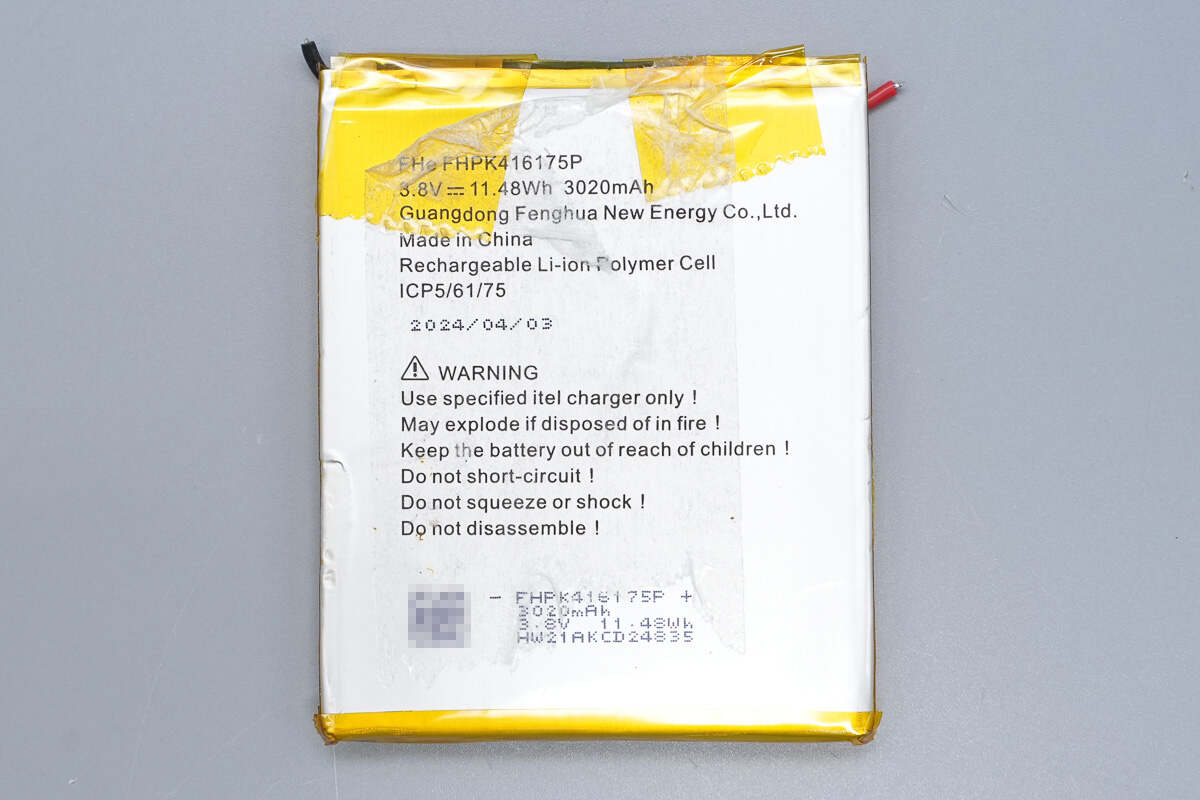 FHe FHPK416175P
3.8V⎓11.48Wh 3020mAh
Guangdong Fenghua New Energy Co.,Ltd.
Made in China
Rechargeable Li-ion Polymer Cell
ICP5/61/75
2024/04/03
WARNING
Use specified itel charger only！
May explode if disposed of in fire！
Keep the battery out of reach of children！
Do not short-circuit！
Do not squeeze or shock！
Do not disassemble！
- FHPK416175P +
3020mAh
3.8V 11.48Wh
HW21AKCD24835